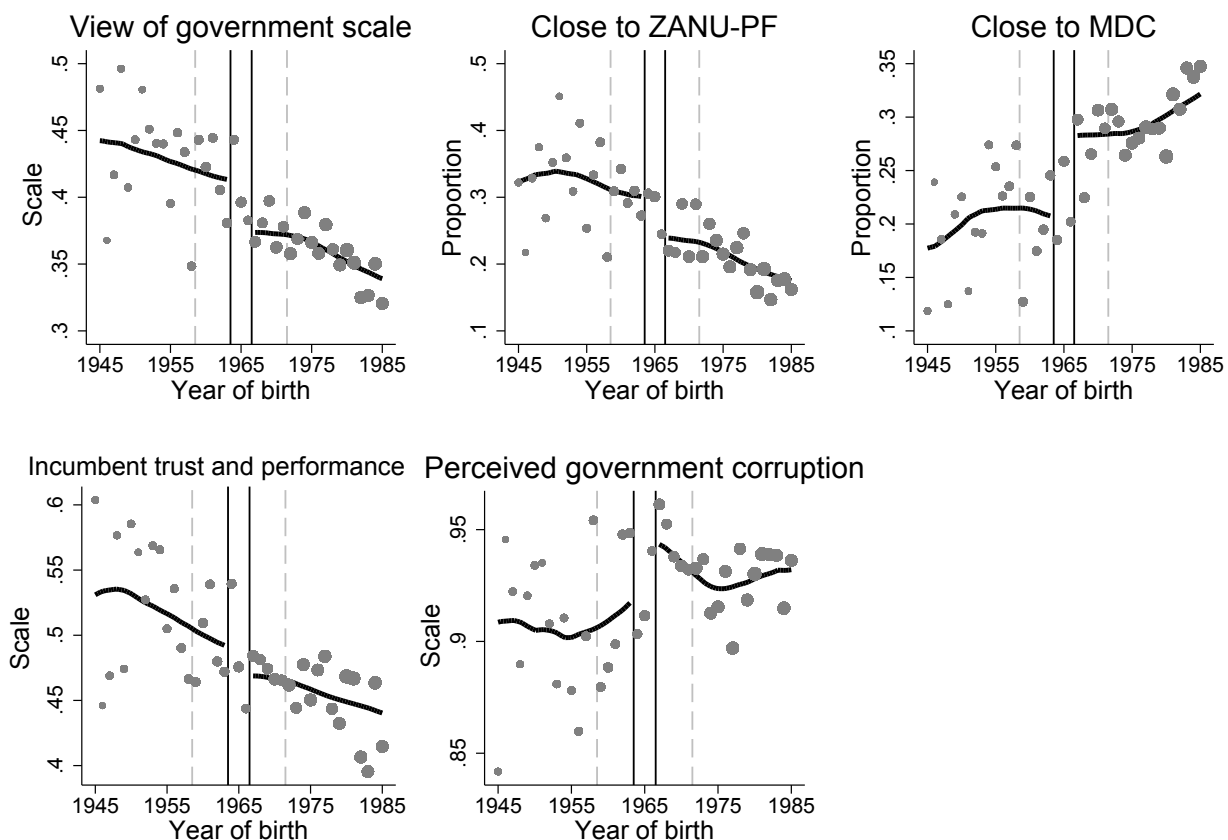 View of government scale
.5
.45
.4
.35
.3
Scale
1945 1955 1965 1975 1985
Year of birth
Close to ZANU-PF
.5
.4
.3
.2
.1
Proportion
1945 1955 1965 1975 1985
Year of birth
Close to MDC
.35
.3
.25
.2
.15
.1
Proportion
1945 1955 1965 1975 1985
Year of birth
Incumbent trust and performance
.6
.55
.5
.45
.4
Scale
1945 1955 1965 1975 1985
Year of birth
Perceived government corruption
.95
.9
.85
Scale
1945 1955 1965 1975 1985
Year of birth